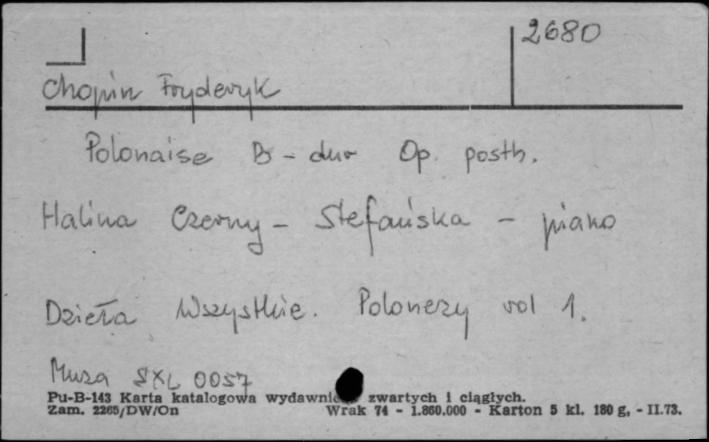 2680
Chopin Fryderyk
Polonaise B-dur Op. posth.
Halina Czerny-Stefańska - piano
Dzieła Wszystkie. Polonezy vol 1.
Muza SXL 0057
Pu-B-143 Karta katalogowa zwartych i ciągłych.
Zam. 2265/DW/On Wrak 74 - 1.860.000 - Karton 5 kl. 180 g, - II.73.